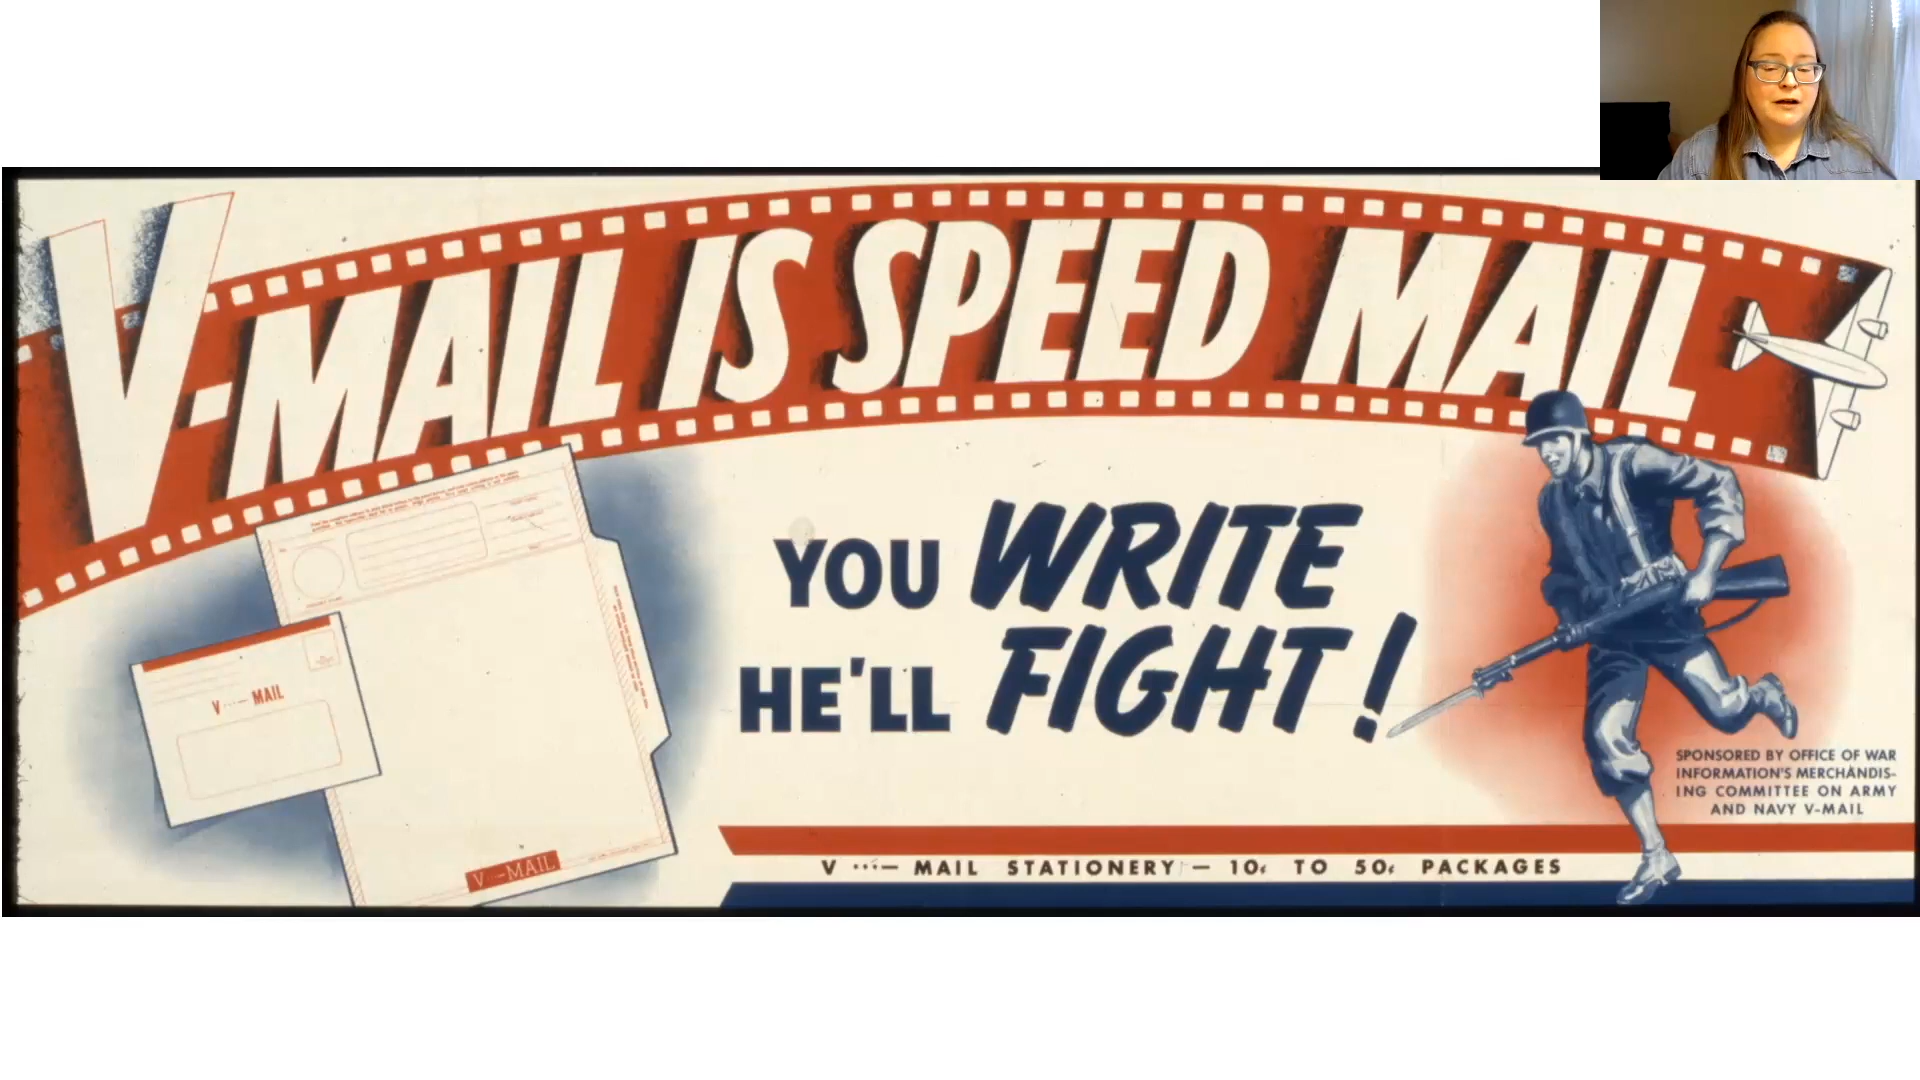 V-MAIL IS SPEED MAIL
YOU WRITE
HE'LL FIGHT!
V ···— MAIL
V ···—MAIL
SPONSORED BY OFFICE OF WAR
INFORMATION'S MERCHANDIS-
ING COMMITTEE ON ARMY
AND NAVY V-MAIL
V ···— MAIL STATIONERY — 10¢ TO 50¢ PACKAGES